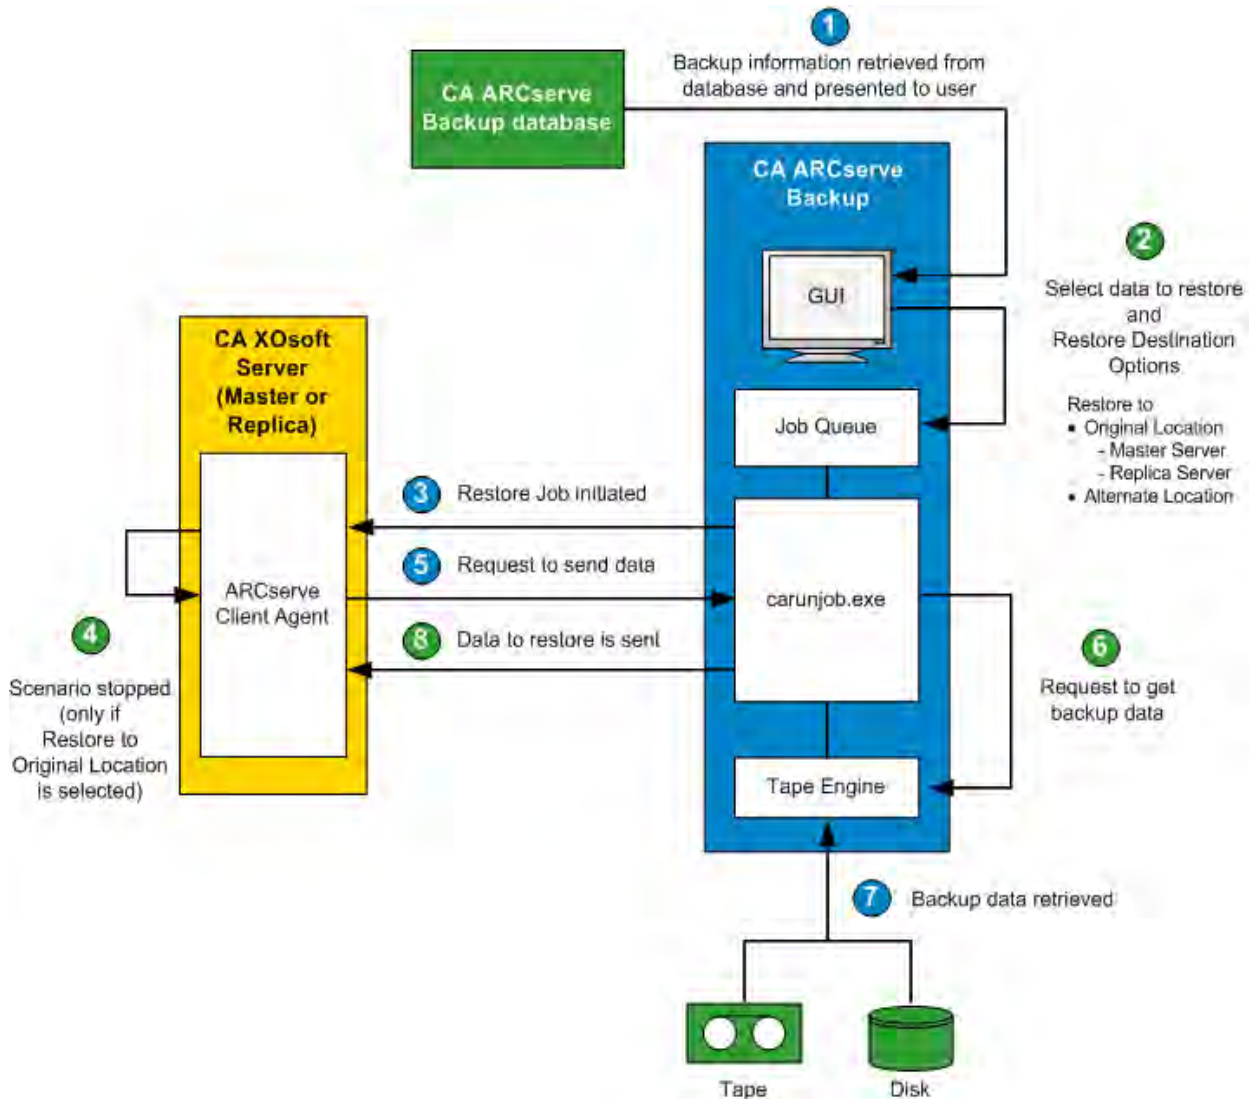 1
Backup information retrieved from
database and presented to user
CA ARCserve
Backup database
CA ARCserve
Backup
2
Select data to restore
and
Restore Destination
Options
Restore to
• Original Location
- Master Server
- Replica Server
• Alternate Location
GUI
Job Queue
CA XOsoft
Server
(Master or
Replica)
3 Restore Job initiated
5 Request to send data
8 Data to restore is sent
ARCserve
Client Agent
carunjob.exe
4
Scenario stopped
(only if
Restore to
Original Location
is selected)
6
Request to get
backup data
Tape Engine
7 Backup data retrieved
Tape
Disk